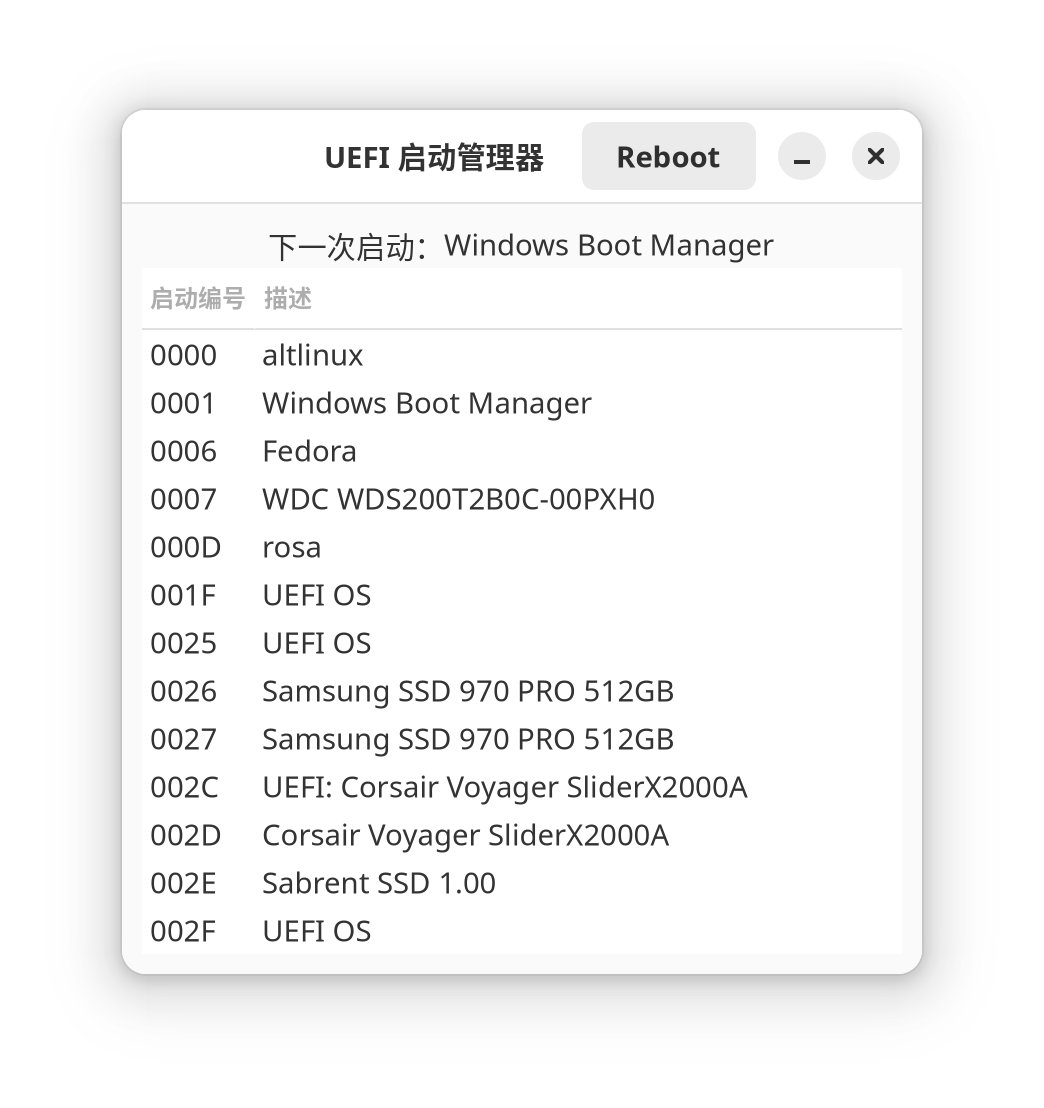 UEFI 启动管理器 Reboot
下一次启动：Windows Boot Manager
启动编号 描述
0000 altlinux
0001 Windows Boot Manager
0006 Fedora
0007 WDC WDS200T2B0C-00PXH0
000D rosa
001F UEFI OS
0025 UEFI OS
0026 Samsung SSD 970 PRO 512GB
0027 Samsung SSD 970 PRO 512GB
002C UEFI: Corsair Voyager SliderX2000A
002D Corsair Voyager SliderX2000A
002E Sabrent SSD 1.00
002F UEFI OS